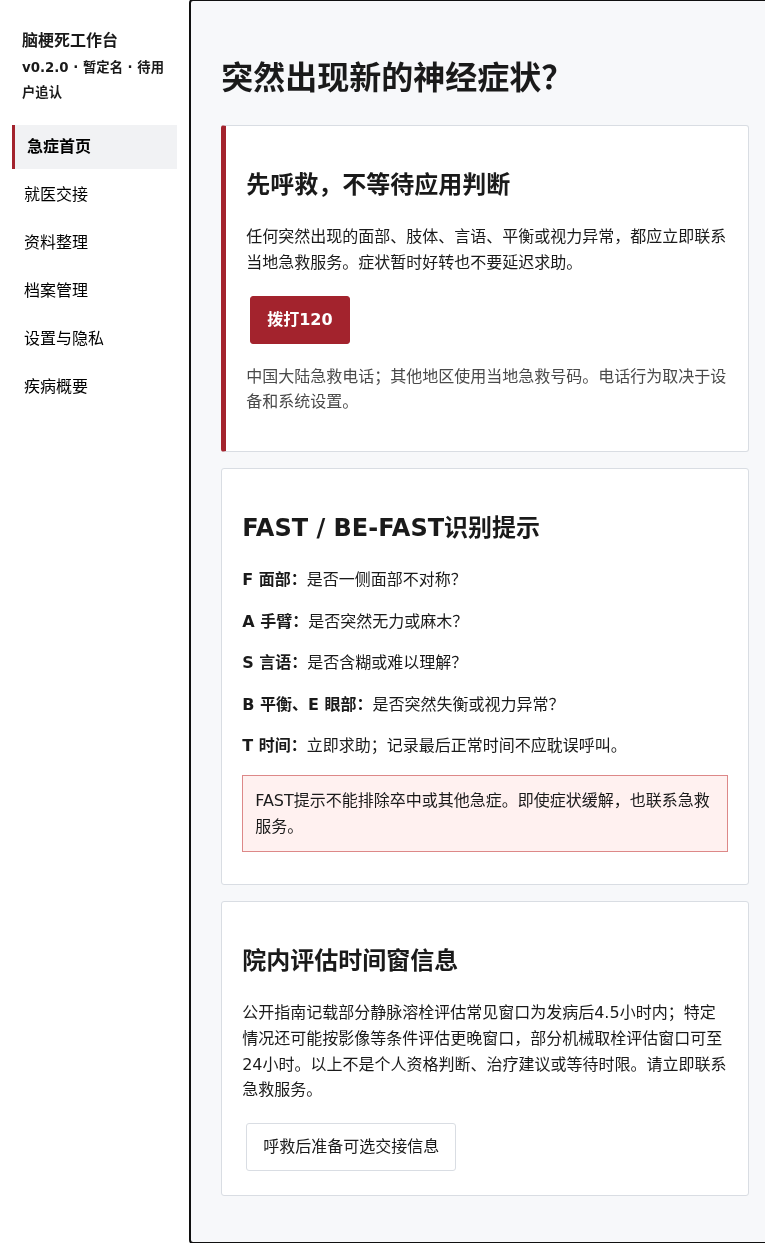 脑梗死工作台
v0.2.0 · 暂定名 · 待用
户追认
急症首页
就医交接
资料整理
档案管理
设置与隐私
疾病概要
突然出现新的神经症状？
先呼救，不等待应用判断
任何突然出现的面部、肢体、言语、平衡或视力异常，都应立即联系
当地急救服务。症状暂时好转也不要延迟求助。
拨打120
中国大陆急救电话；其他地区使用当地急救号码。电话行为取决于设
备和系统设置。
FAST / BE-FAST识别提示
F 面部：是否一侧面部不对称？
A 手臂：是否突然无力或麻木？
S 言语：是否含糊或难以理解？
B 平衡、E 眼部：是否突然失衡或视力异常？
T 时间：立即求助；记录最后正常时间不应耽误呼叫。
FAST提示不能排除卒中或其他急症。即使症状缓解，也联系急救
服务。
院内评估时间窗信息
公开指南记载部分静脉溶栓评估常见窗口为发病后4.5小时内；特定
情况还可能按影像等条件评估更晚窗口，部分机械取栓评估窗口可至
24小时。以上不是个人资格判断、治疗建议或等待时限。请立即联系
急救服务。
呼救后准备可选交接信息